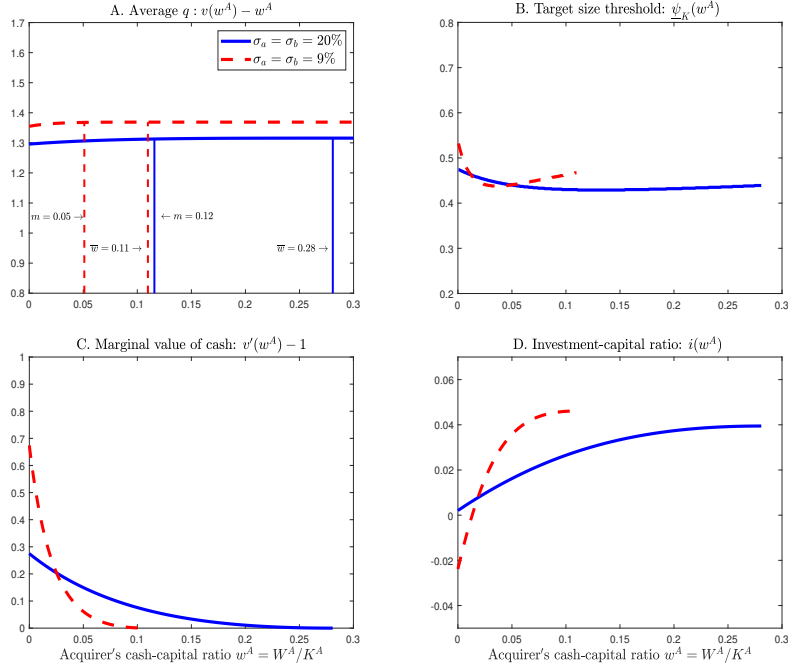 A. Average q : v(w^A) − w^A
1.7
1.6
1.5
1.4
1.3
1.2
1.1
1
0.9
0.8
σ_a = σ_b = 20%
σ_a = σ_b = 9%
m = 0.05 →
← m = 0.12
w̅ = 0.11 →
w̅ = 0.28 →
0 0.05 0.1 0.15 0.2 0.25 0.3
B. Target size threshold: ψ̲_K(w^A)
0.8
0.7
0.6
0.5
0.4
0.3
0.2
0 0.05 0.1 0.15 0.2 0.25 0.3
C. Marginal value of cash: v′(w^A) − 1
1
0.9
0.8
0.7
0.6
0.5
0.4
0.3
0.2
0.1
0
0 0.05 0.1 0.15 0.2 0.25 0.3
Acquirer's cash-capital ratio w^A = W^A/K^A
D. Investment-capital ratio: i(w^A)
0.06
0.04
0.02
0
-0.02
-0.04
0 0.05 0.1 0.15 0.2 0.25 0.3
Acquirer's cash-capital ratio w^A = W^A/K^A